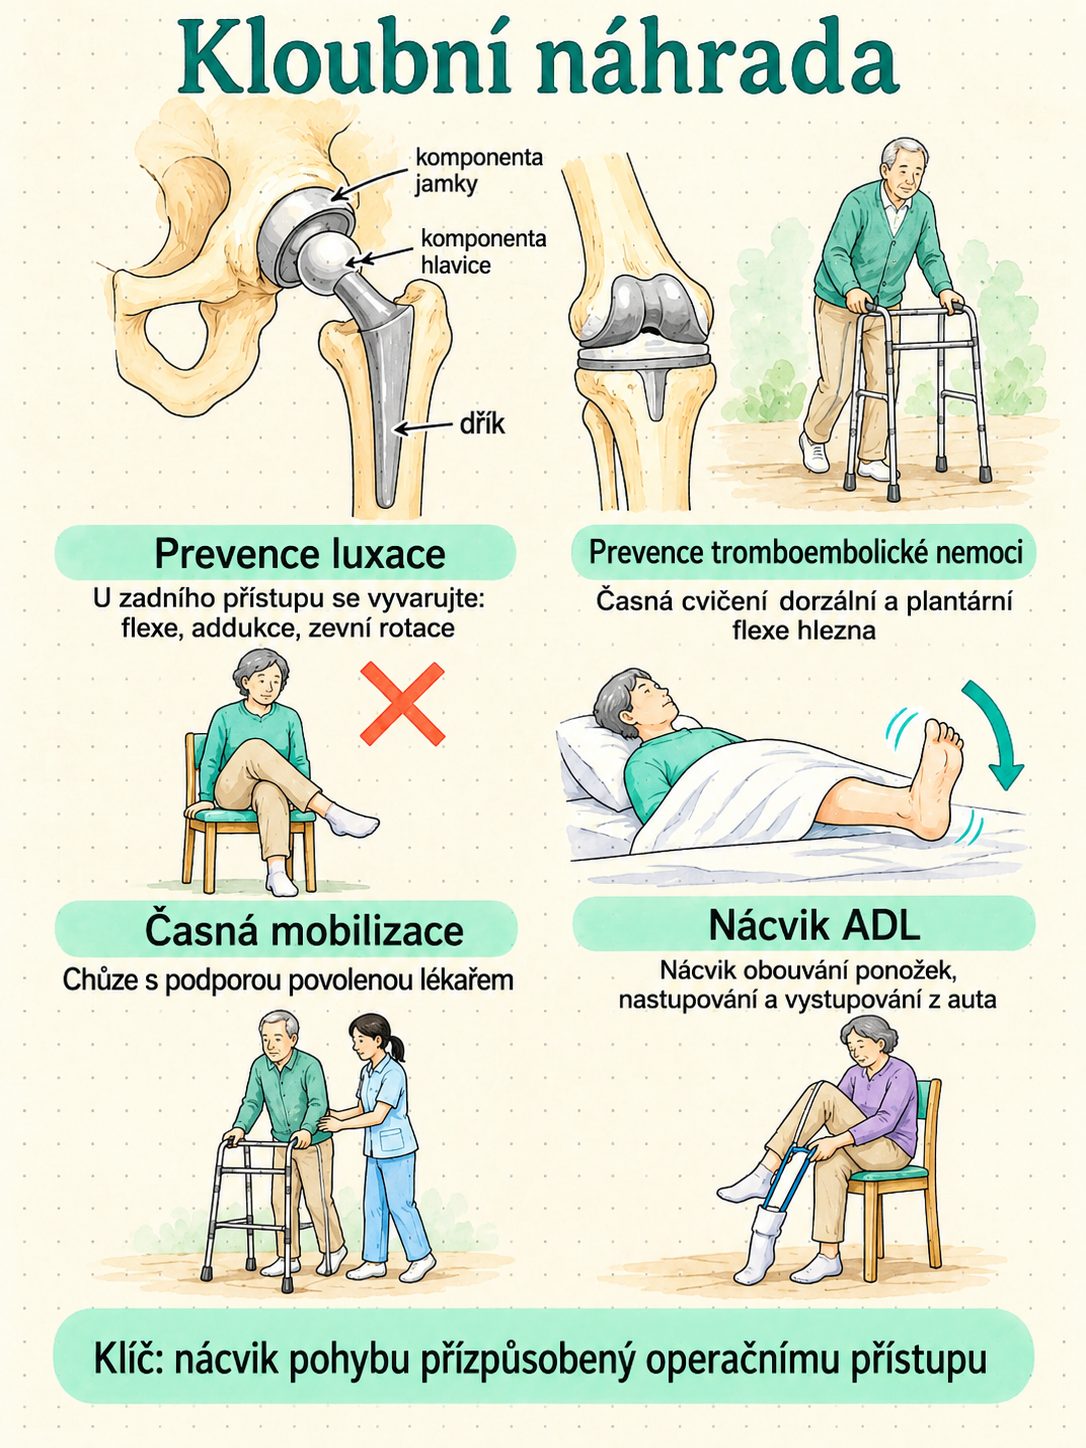 Kloubní náhrada
komponenta
jamky
komponenta
hlavice
dřík
Prevence luxace
U zadního přístupu se vyvarujte:
flexe, addukce, zevní rotace
Prevence tromboembolické nemoci
Časná cvičení dorzální a plantární
flexe hlezna
Časná mobilizace
Chůze s podporou povolenou lékařem
Nácvik ADL
Nácvik obouvání ponožek,
nastupování a vystupování z auta
Klíč: nácvik pohybu přízpůsobený operačnímu přístupu